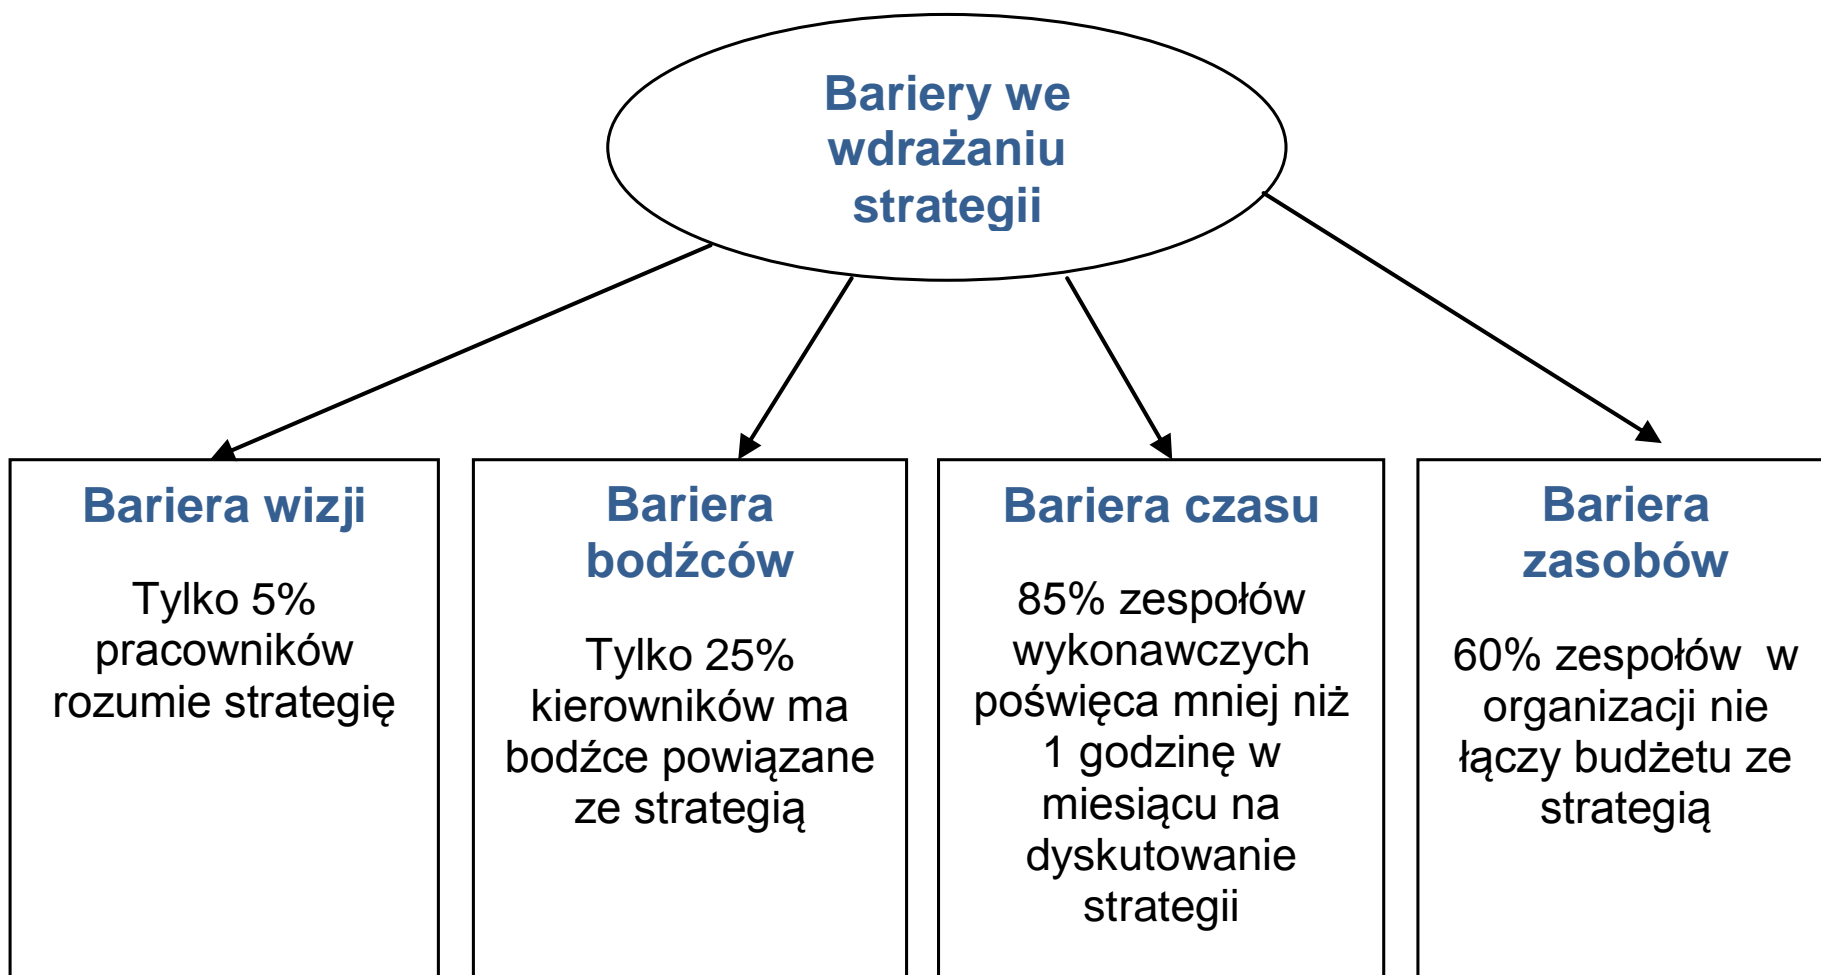 Bariery we
wdrażaniu
strategii
Bariera wizji
Tylko 5%
pracowników
rozumie strategię
Bariera
bodźców
Tylko 25%
kierowników ma
bodźce powiązane
ze strategią
Bariera czasu
85% zespołów
wykonawczych
poświęca mniej niż
1 godzinę w
miesiącu na
dyskutowanie
strategii
Bariera
zasobów
60% zespołów w
organizacji nie
łączy budżetu ze
strategią